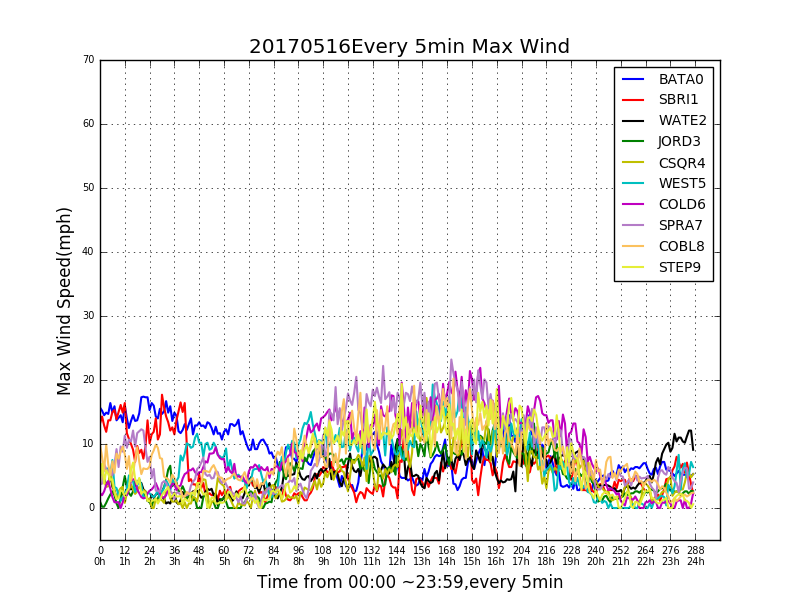 20170516Every 5min Max Wind
70
60
50
40
30
20
10
0
Max Wind Speed(mph)
BATA0
SBRI1
WATE2
JORD3
CSQR4
WEST5
COLD6
SPRA7
COBL8
STEP9
0 12 24 36 48 60 72 84 96 108 120 132 144 156 168 180 192 204 216 228 240 252 264 276 288
0h 1h 2h 3h 4h 5h 6h 7h 8h 9h 10h 11h 12h 13h 14h 15h 16h 17h 18h 19h 20h 21h 22h 23h 24h
Time from 00:00 ~23:59,every 5min